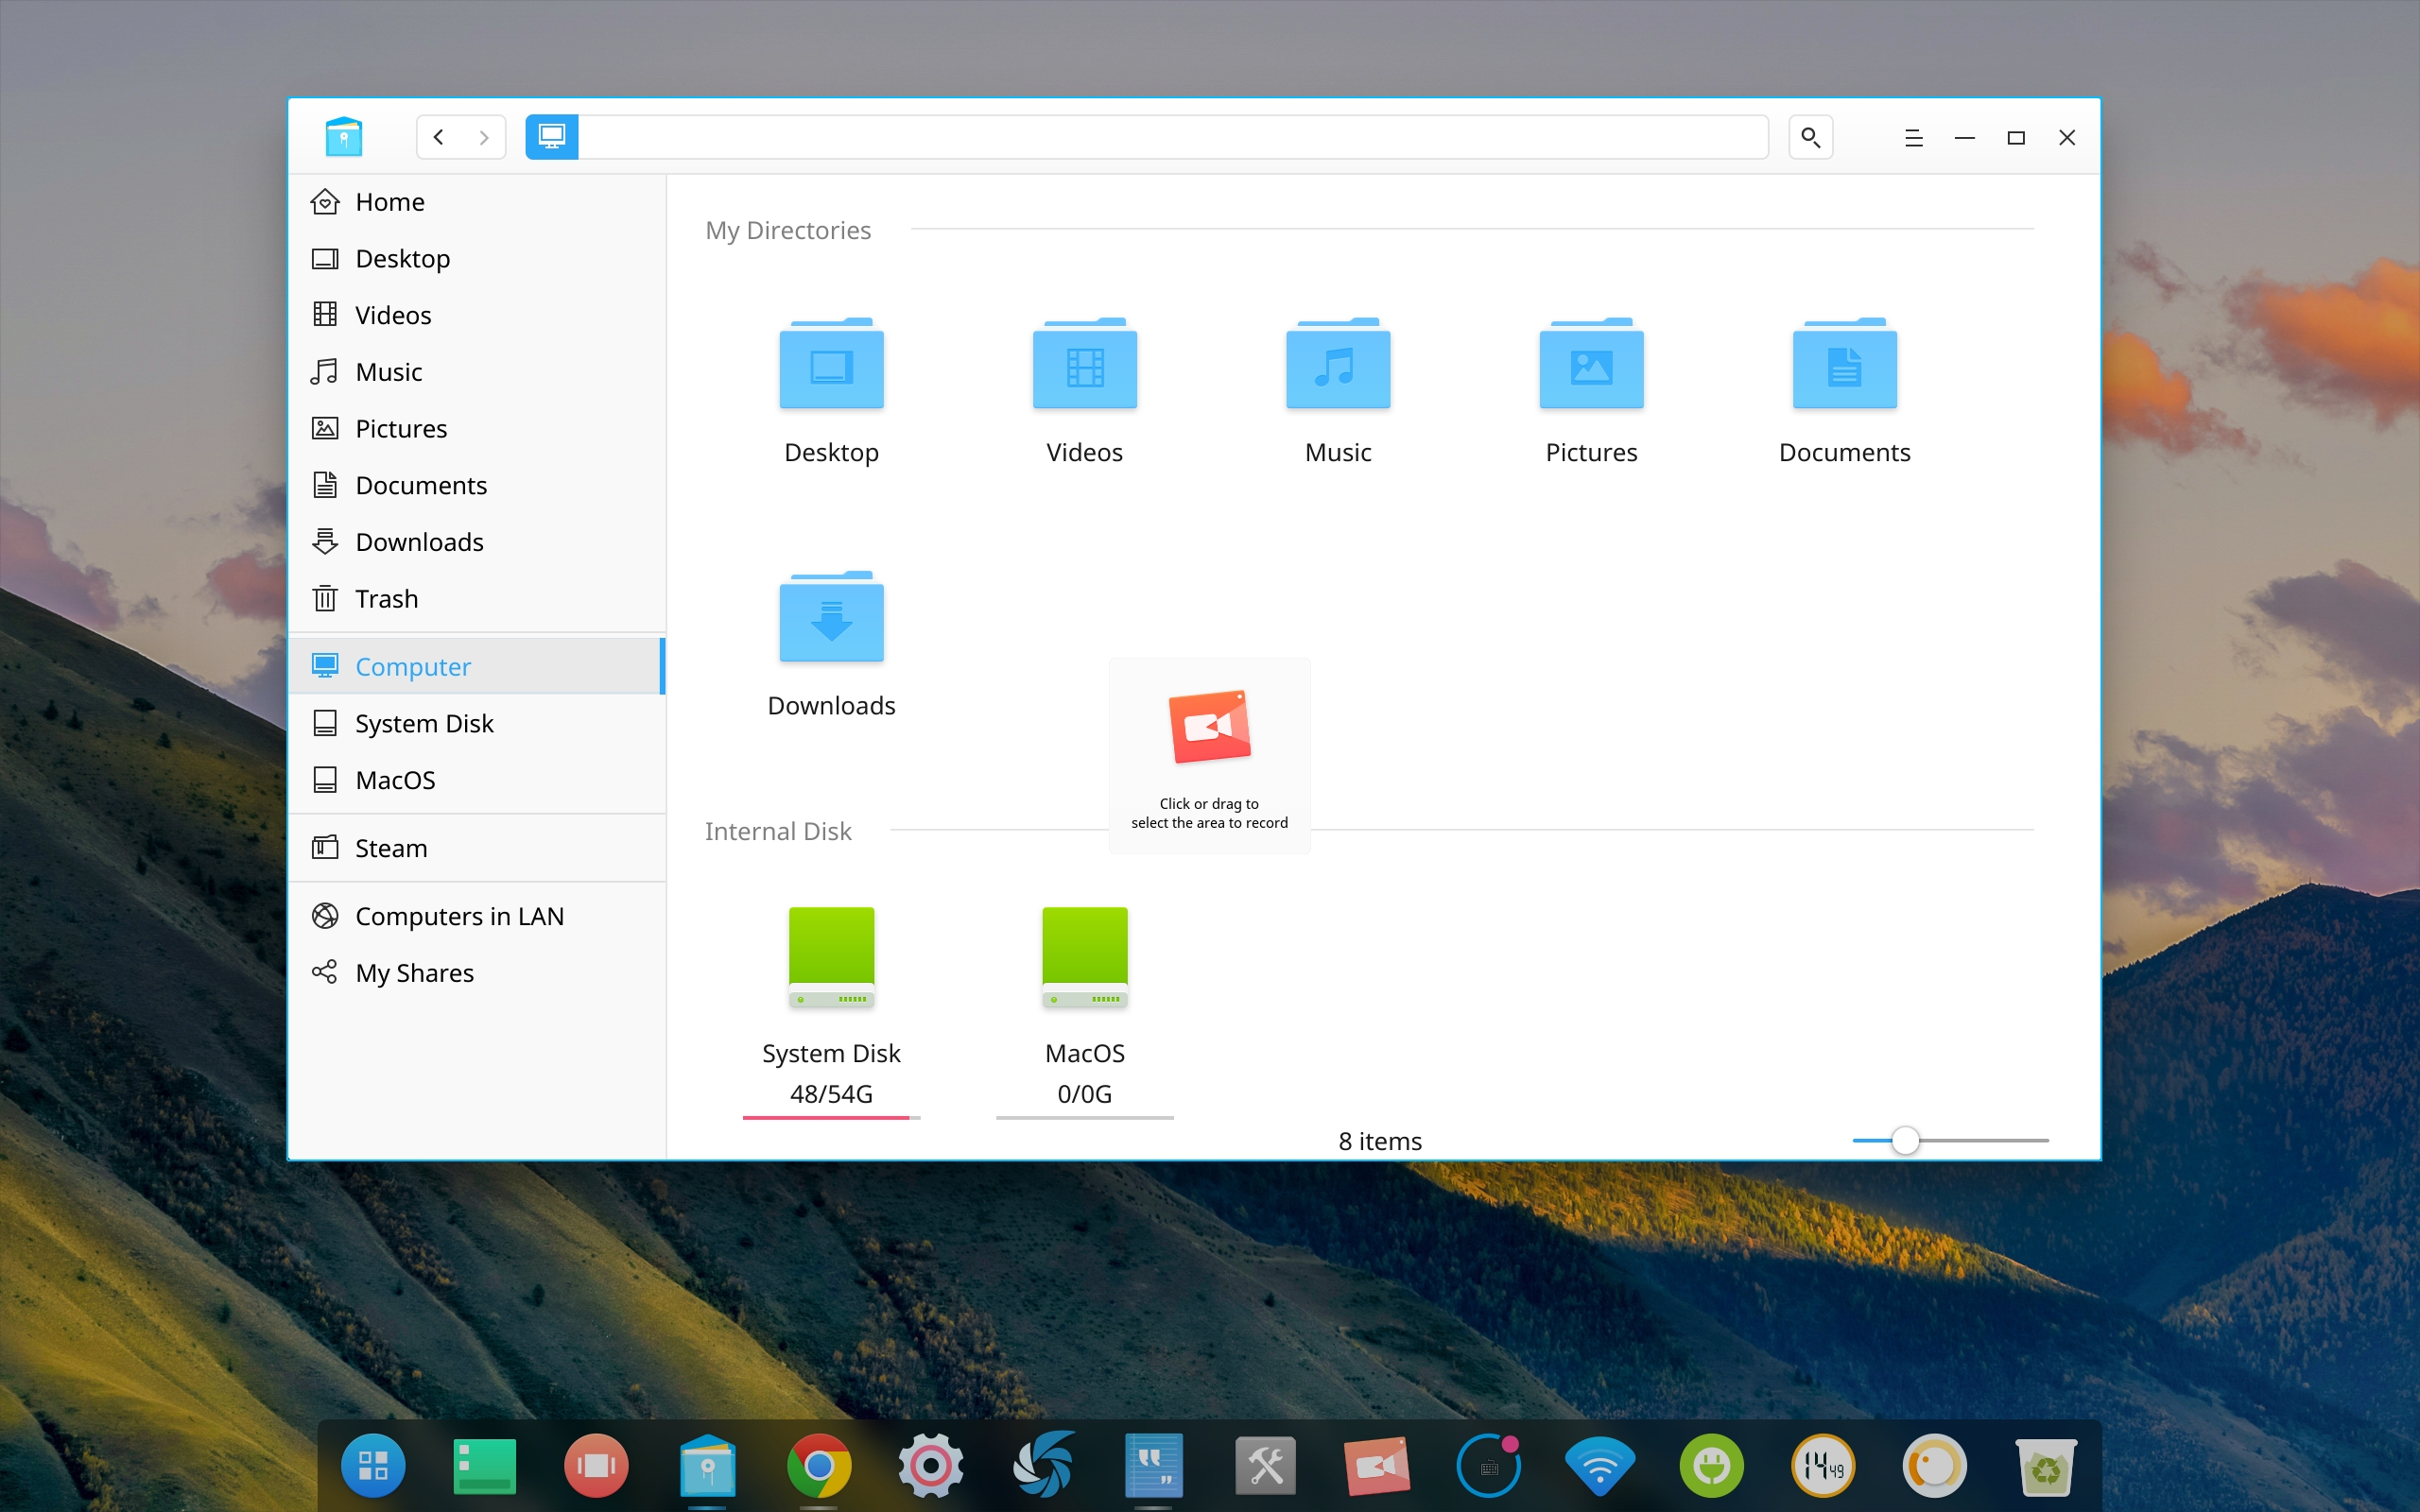 Home
Desktop
Videos
Music
Pictures
Documents
Downloads
Trash
Computer
System Disk
MacOS
Steam
Computers in LAN
My Shares
My Directories
Desktop
Videos
Music
Pictures
Documents
Downloads
Click or drag to
select the area to record
Internal Disk
System Disk
48/54G
MacOS
0/0G
8 items
14 49